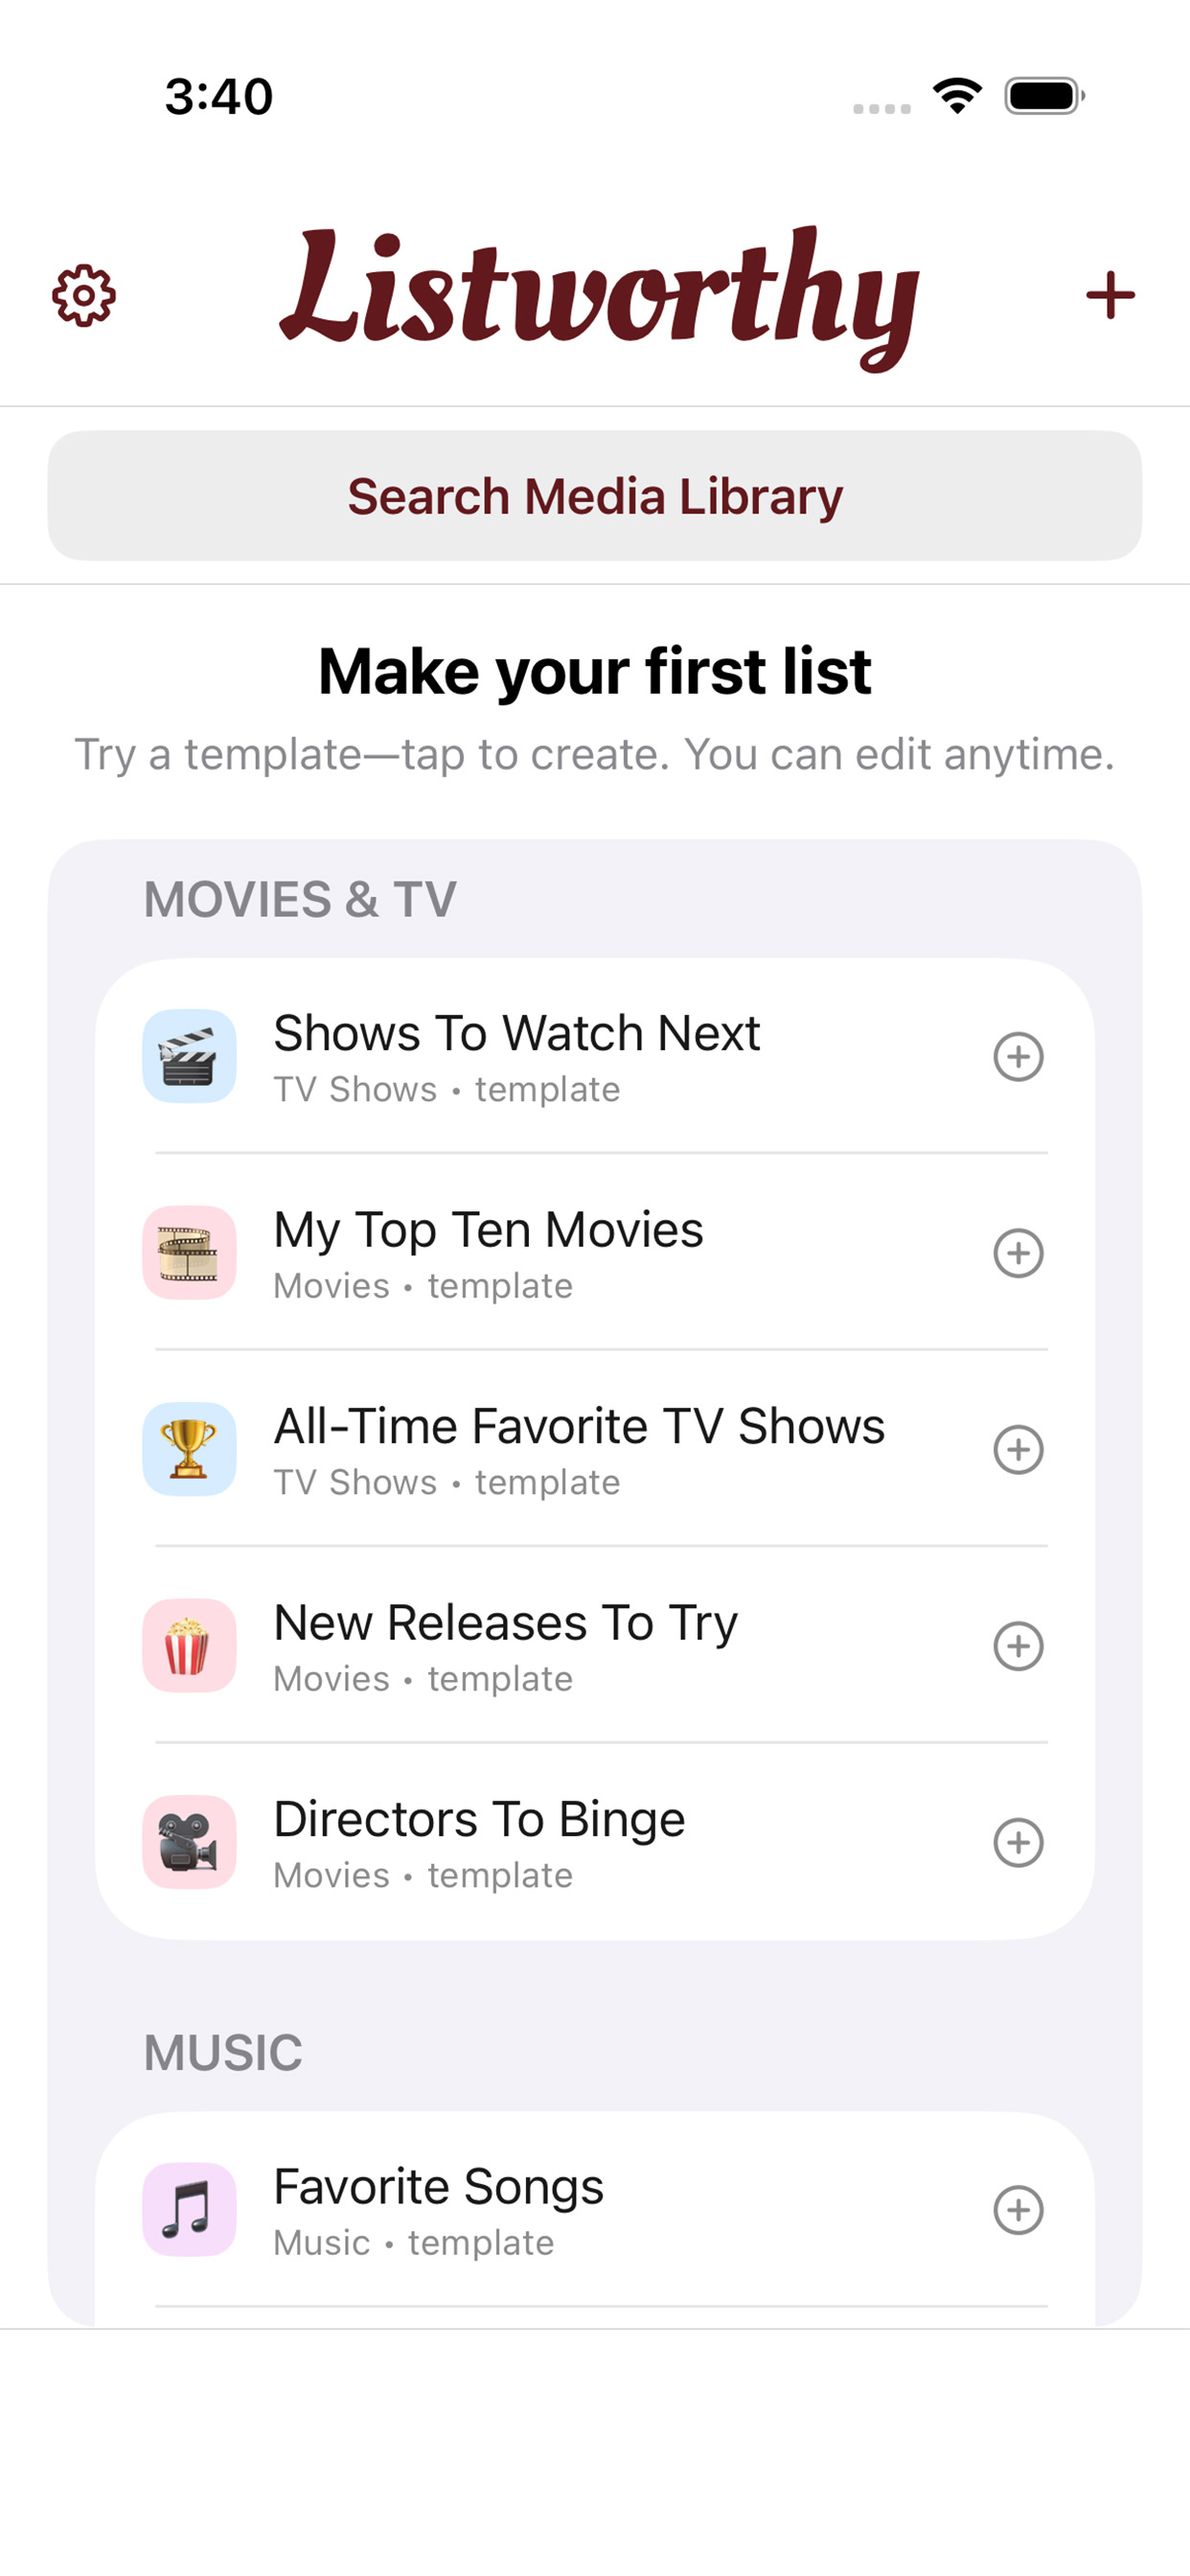 3:40
Listworthy
Search Media Library
Make your first list
Try a template—tap to create. You can edit anytime.
MOVIES & TV
Shows To Watch Next
TV Shows • template
My Top Ten Movies
Movies • template
All-Time Favorite TV Shows
TV Shows • template
New Releases To Try
Movies • template
Directors To Binge
Movies • template
MUSIC
Favorite Songs
Music • template